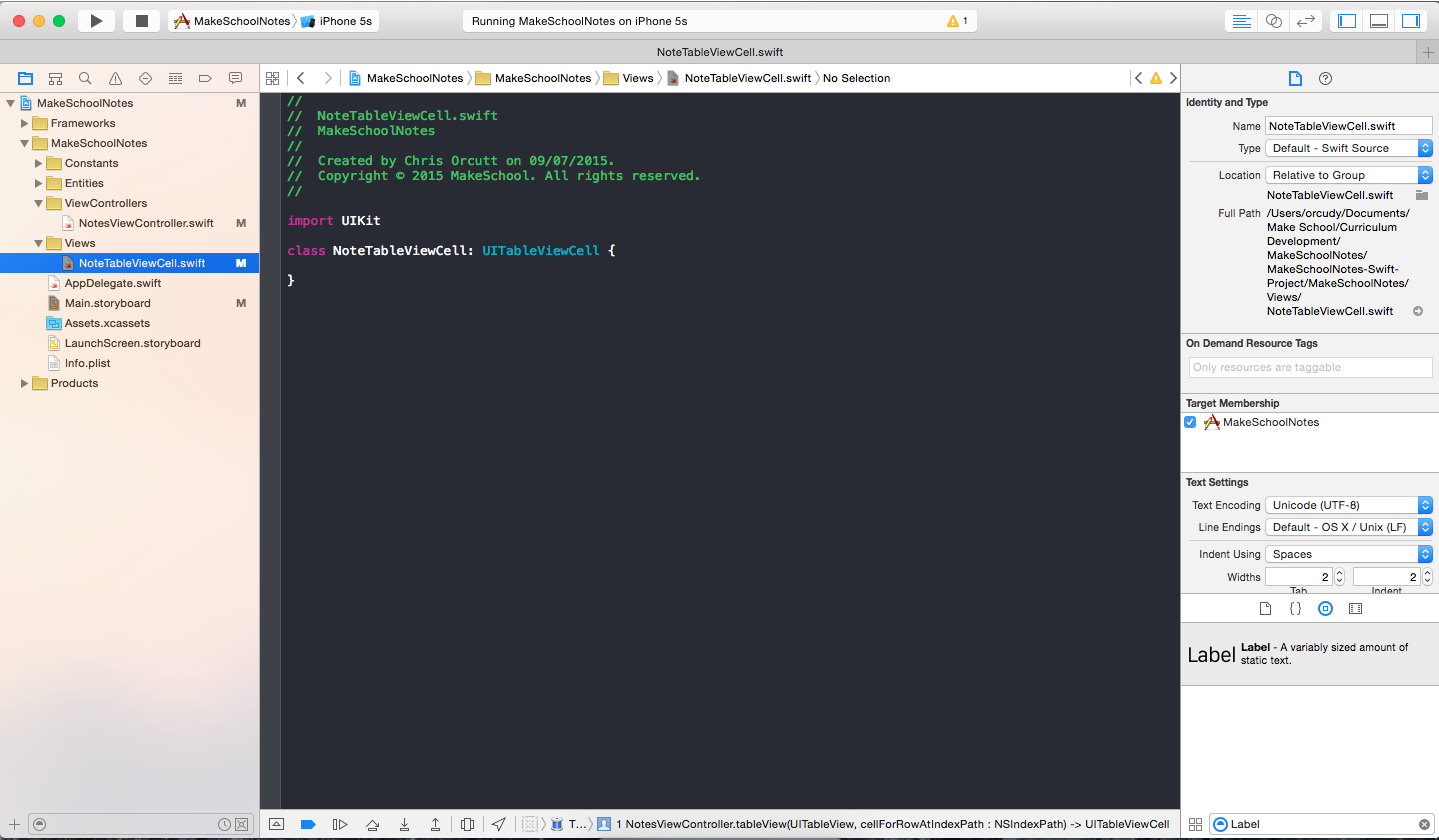 MakeSchoolNotes
iPhone 5s
Running MakeSchoolNotes on iPhone 5s
1
NoteTableViewCell.swift
MakeSchoolNotes
MakeSchoolNotes
Views
NoteTableViewCell.swift
No Selection
MakeSchoolNotes M
Frameworks
MakeSchoolNotes
Constants
Entities
ViewControllers
NotesViewController.swift M
Views
NoteTableViewCell.swift M
AppDelegate.swift
Main.storyboard M
Assets.xcassets
LaunchScreen.storyboard
Info.plist
Products
//
// NoteTableViewCell.swift
// MakeSchoolNotes
//
// Created by Chris Orcutt on 09/07/2015.
// Copyright © 2015 MakeSchool. All rights reserved.
//
import UIKit
class NoteTableViewCell: UITableViewCell {
}
T...
1 NotesViewController.tableView(UITableView, cellForRowAtIndexPath : NSIndexPath) -> UITableViewCell
Identity and Type
Name NoteTableViewCell.swift
Type Default - Swift Source
Location Relative to Group
NoteTableViewCell.swift
Full Path /Users/orcudy/Documents/
Make School/Curriculum
Development/
MakeSchoolNotes/
MakeSchoolNotes-Swift-
Project/MakeSchoolNotes/
Views/
NoteTableViewCell.swift
On Demand Resource Tags
Only resources are taggable
Target Membership
MakeSchoolNotes
Text Settings
Text Encoding Unicode (UTF-8)
Line Endings Default - OS X / Unix (LF)
Indent Using Spaces
Widths 2 2
Tab Indent
{}
Label Label - A variably sized amount of
static text.
Label